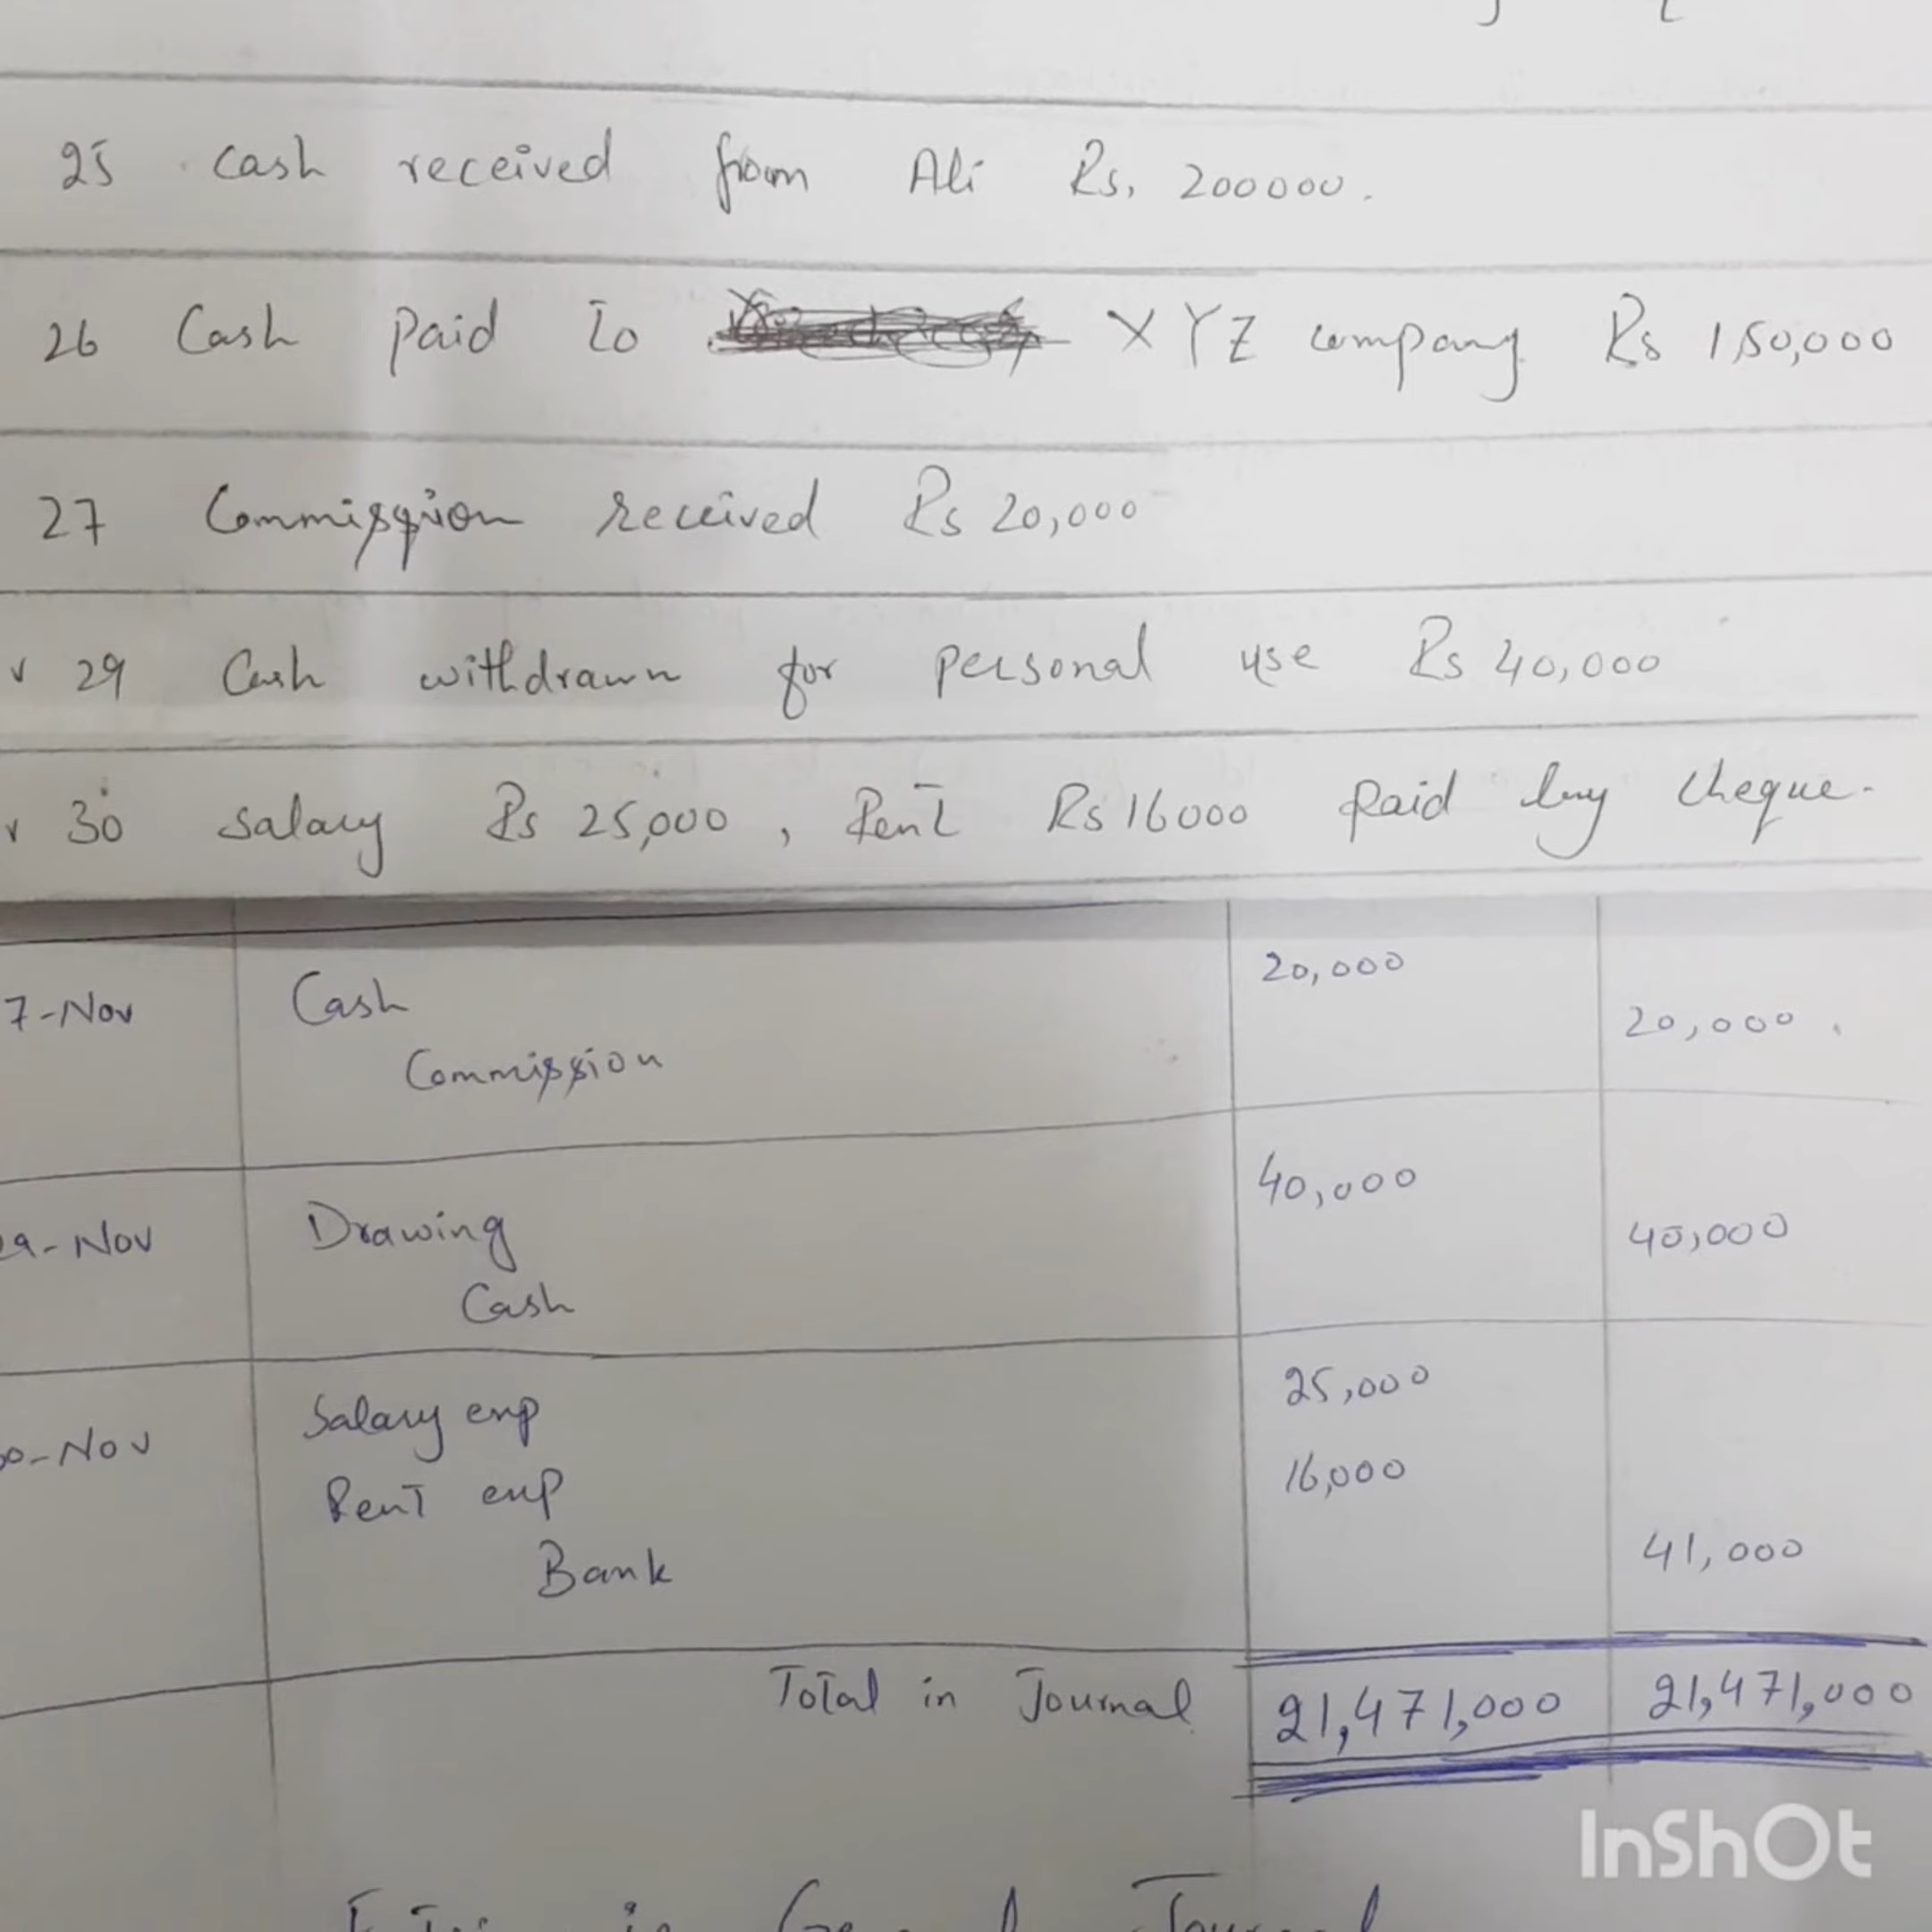 25 Cash received from Ali Rs. 200000.
26 Cash paid to XYZ company Rs 1,50,000
27 Commission received Rs 20,000
29 Cash withdrawn for personal use Rs 40,000
30 Salary Rs 25,000, Rent Rs 16000 paid by cheque.
7-Nov Cash 20,000
Commission 20,000.
29-Nov Drawing 40,000
Cash 40,000
-Nov Salary exp 25,000
Rent exp 16,000
Bank 41,000
Total in Journal 21,471,000 21,471,000
InShOt